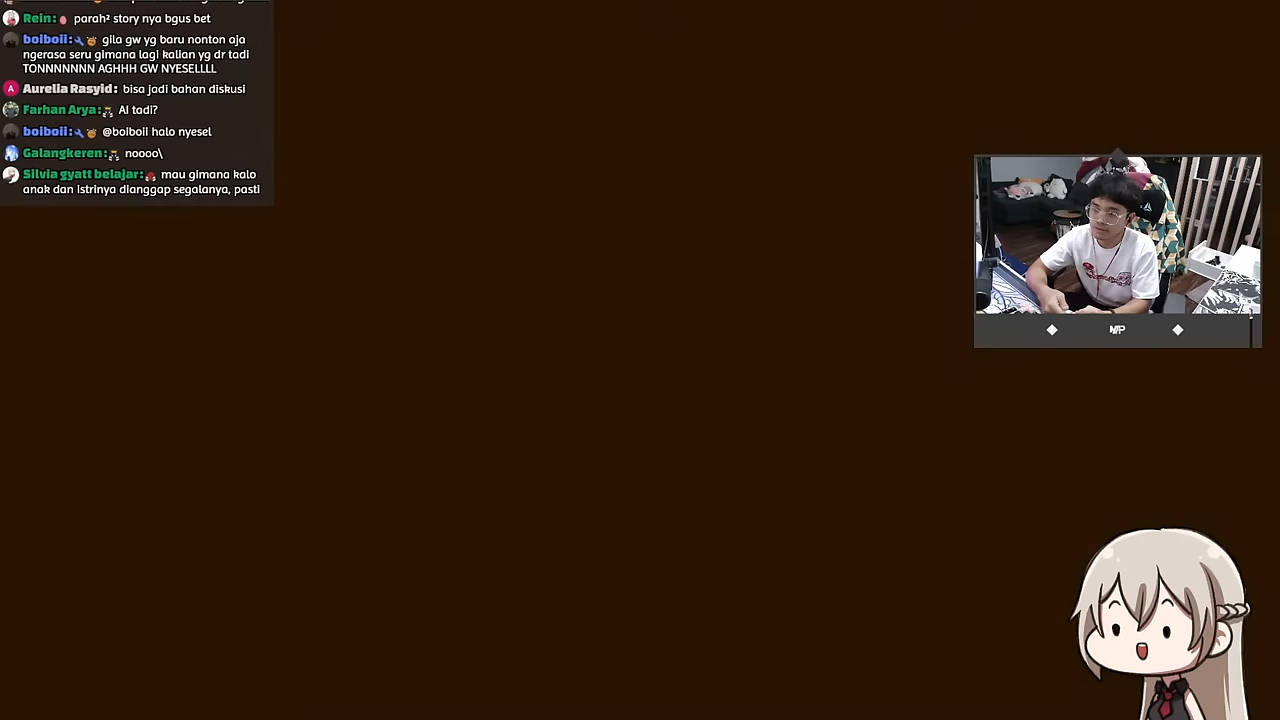 Rein: parah² story nya bgus bet
boiboii: gila gw yg baru nonton aja
ngerasa seru gimana lagi kalian yg dr tadi
TONNNNNNN AGHHH GW NYESELLLL
A Aurelia Rasyid: bisa jadi bahan diskusi
Farhan Arya: AI tadi?
boiboii: @boiboii halo nyesel
Galangkeren: noooo\
Silvia gyatt belajar: mau gimana kalo
anak dan istrinya dianggap segalanya, pasti